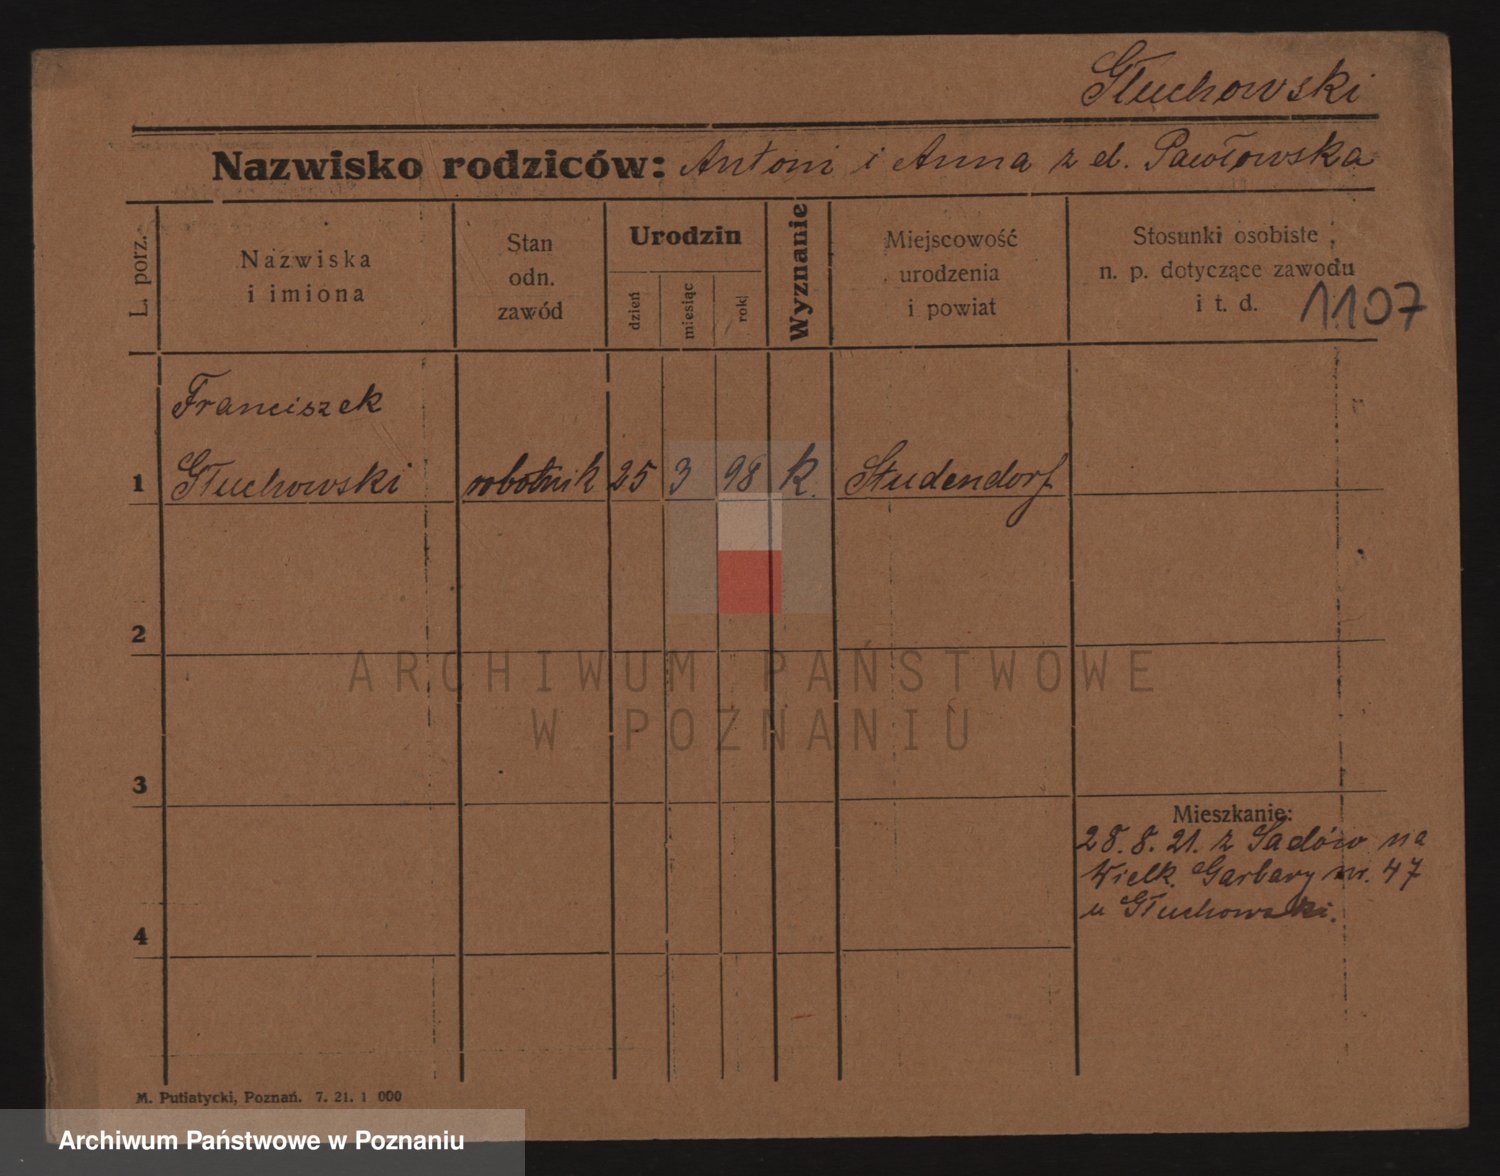 Głuchowski
Nazwisko rodziców: Antoni i Anna z d. Pawłowska
L. porz.
Nazwiska
i imiona
Stan
odn.
zawód
Urodzin
dzień
miesiąc
rok
Wyznanie
Miejscowość
urodzenia
i powiat
Stosunki osobiste,
n. p. dotyczące zawodu
i t. d.
1107
Franciszek
1 Głuchowski robotnik 25 3 98 k. Studendorf
2
3
4
Mieszkanie:
28.8.21. z Sadów na
Wielk. Garbary nr. 47
u Głuchowski.
M. Putiatycki, Poznań. 7. 21. 1 000
ARCHIWUM PAŃSTWOWE
W POZNANIU
Archiwum Państwowe w Poznaniu